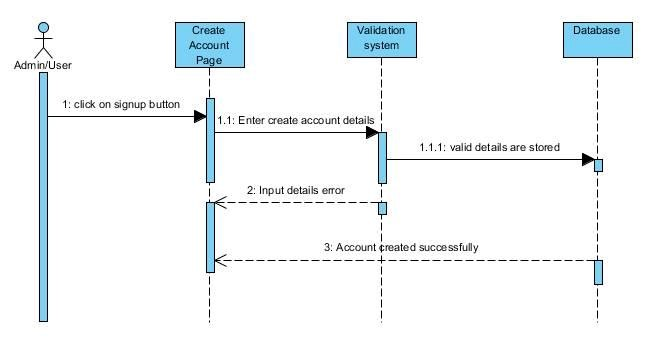 Create
Account
Page
Validation
system
Database
Admin/User
1: click on signup button
1.1: Enter create account details
1.1.1: valid details are stored
2: Input details error
3: Account created successfully